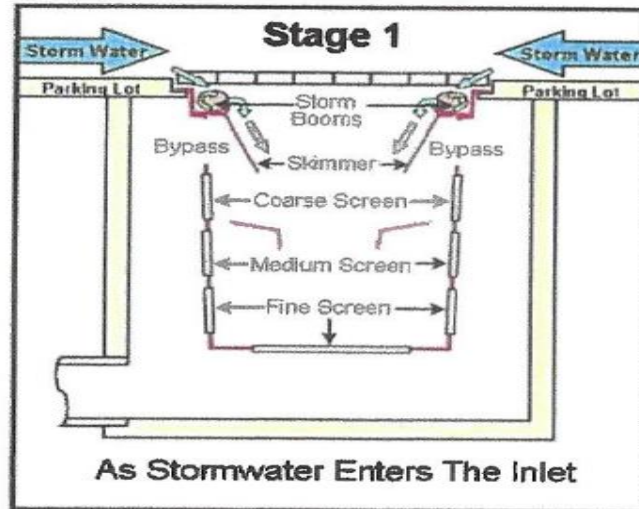 Stage 1
Storm Water
Storm Water
Parking Lot
Parking Lot
Storm
Booms
Bypass
Bypass
Skimmer
Coarse Screen
Medium Screen
Fine Screen
As Stormwater Enters The Inlet